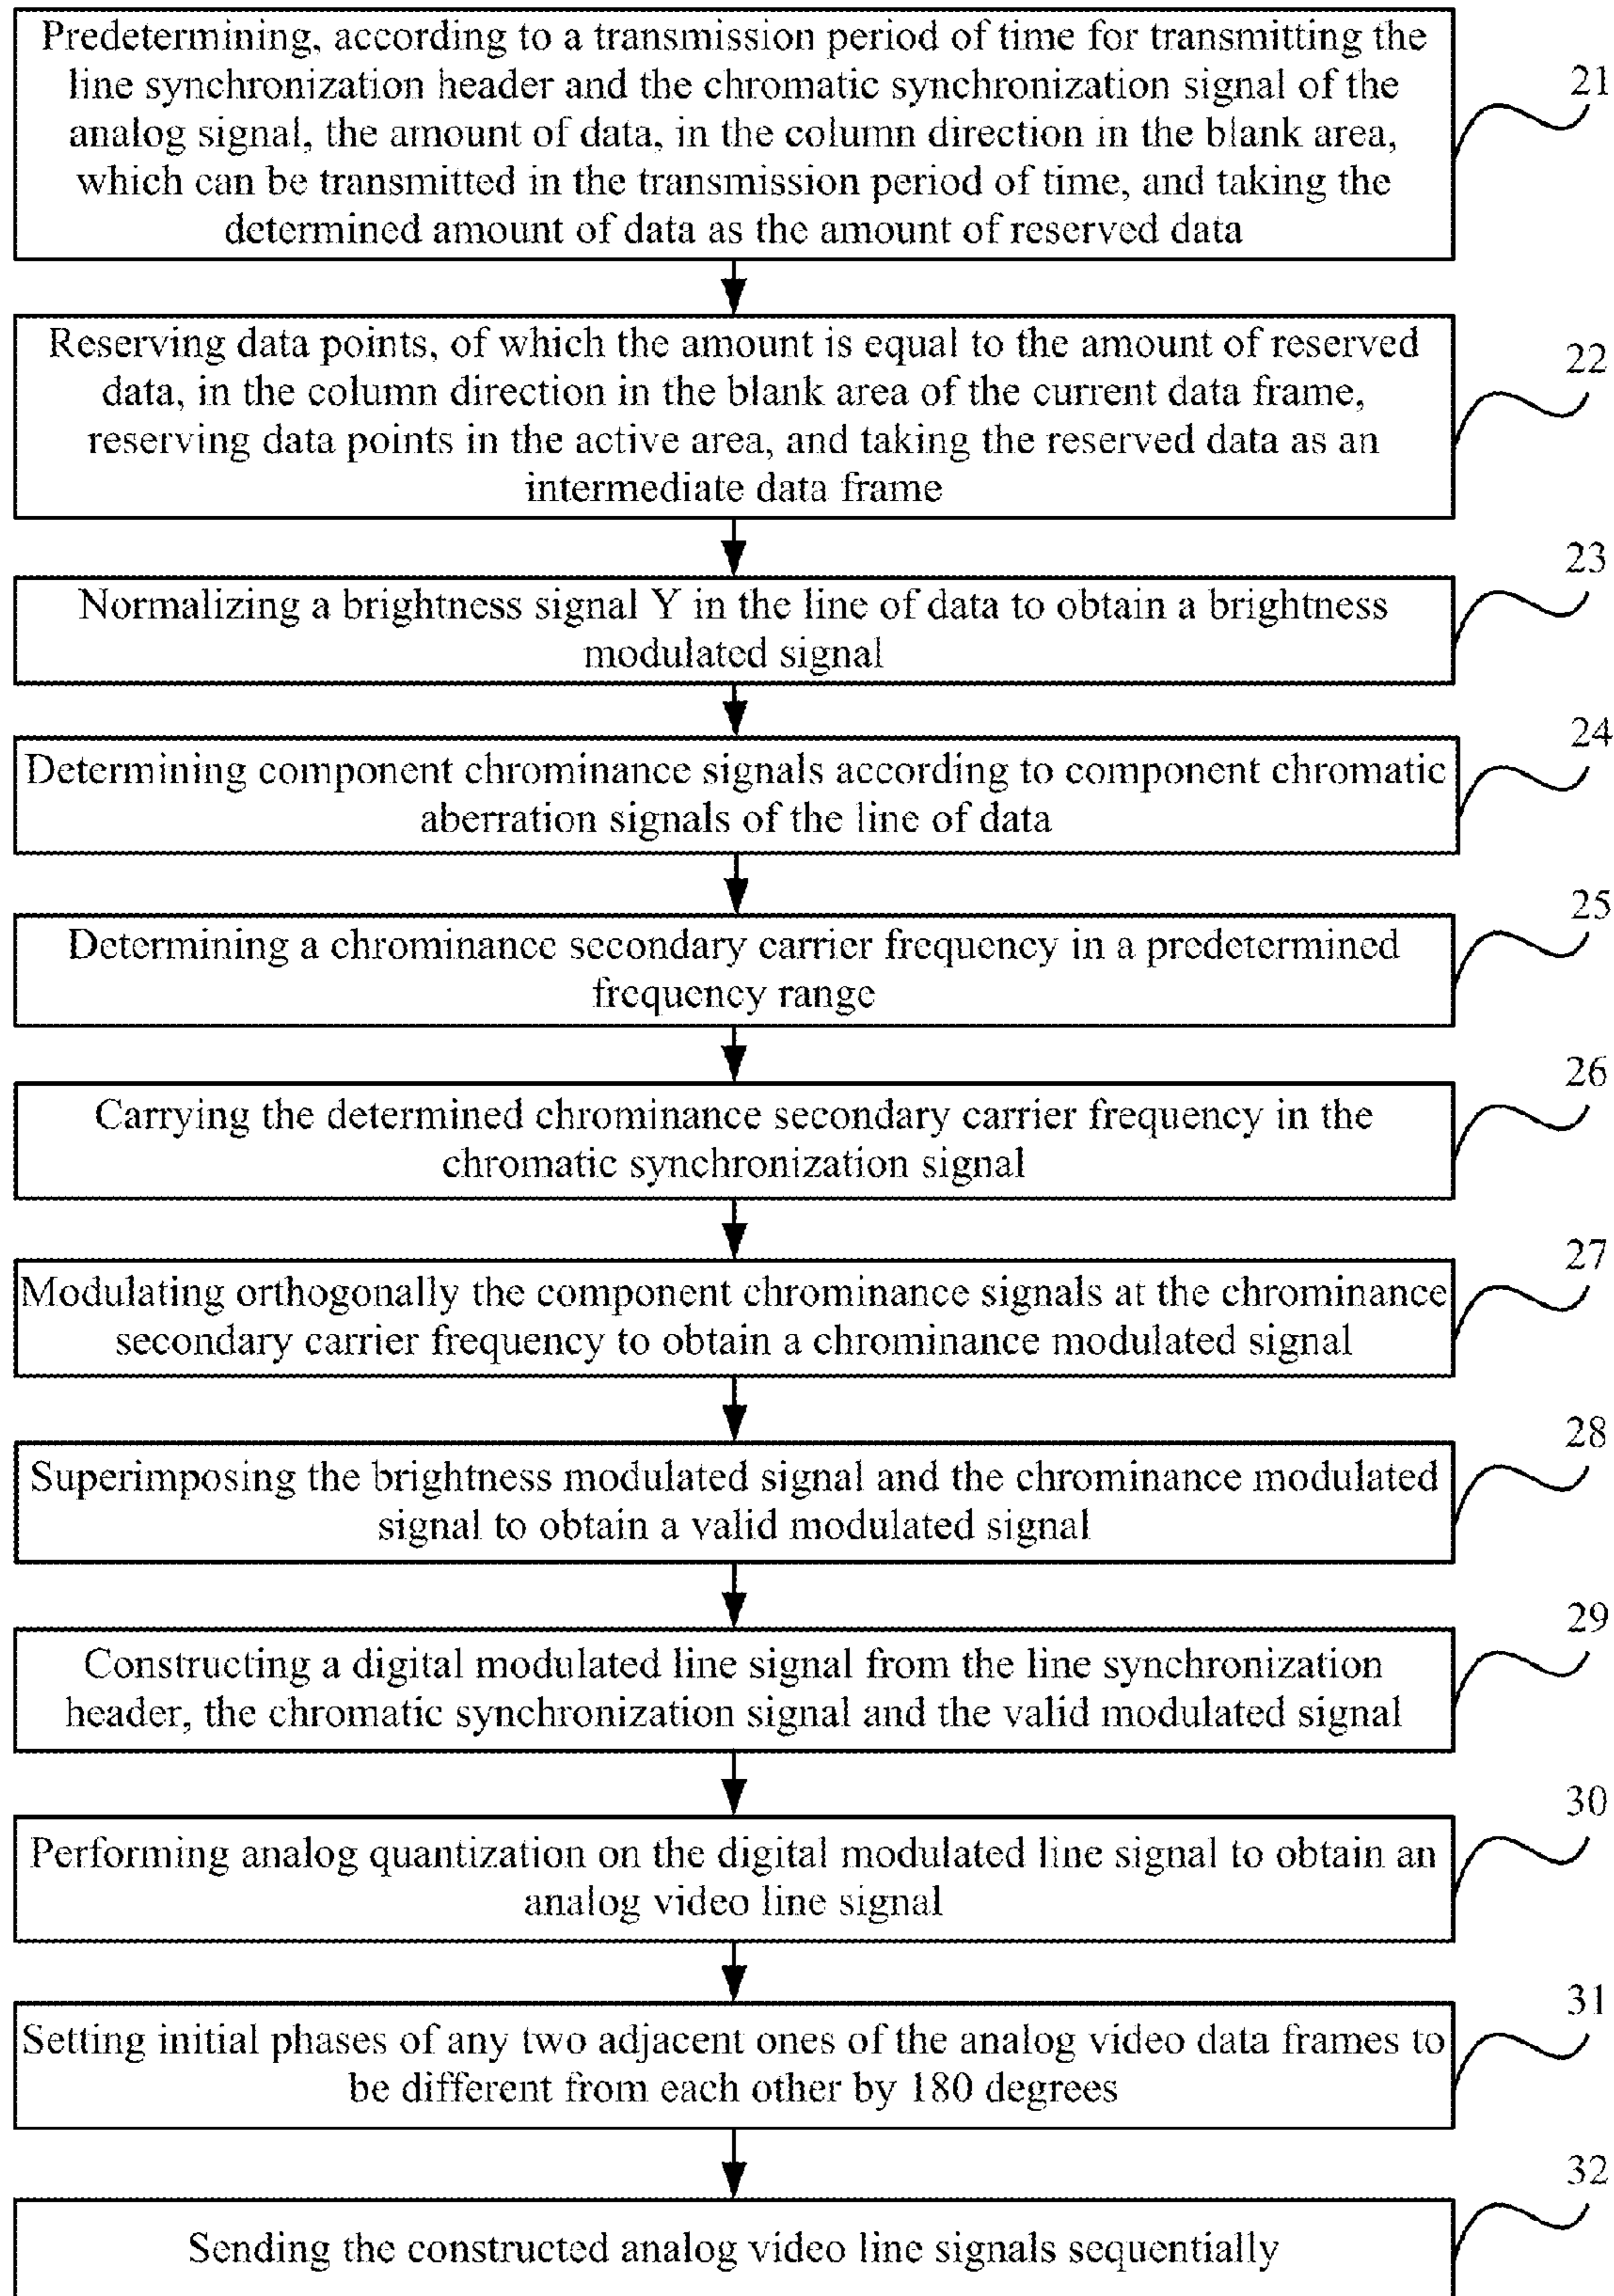 Predetermining, according to a transmission period of time for transmitting the
line synchronization header and the chromatic synchronization signal of the
analog signal, the amount of data, in the column direction in the blank area,
which can be transmitted in the transmission period of time, and taking the
determined amount of data as the amount of reserved data
21
Reserving data points, of which the amount is equal to the amount of reserved
data, in the column direction in the blank area of the current data frame,
reserving data points in the active area, and taking the reserved data as an
intermediate data frame
22
Normalizing a brightness signal Y in the line of data to obtain a brightness
modulated signal
23
Determining component chrominance signals according to component chromatic
aberration signals of the line of data
24
Determining a chrominance secondary carrier frequency in a predetermined
frequency range
25
Carrying the determined chrominance secondary carrier frequency in the
chromatic synchronization signal
26
Modulating orthogonally the component chrominance signals at the chrominance
secondary carrier frequency to obtain a chrominance modulated signal
27
Superimposing the brightness modulated signal and the chrominance modulated
signal to obtain a valid modulated signal
28
Constructing a digital modulated line signal from the line synchronization
header, the chromatic synchronization signal and the valid modulated signal
29
Performing analog quantization on the digital modulated line signal to obtain an
analog video line signal
30
Setting initial phases of any two adjacent ones of the analog video data frames to
be different from each other by 180 degrees
31
Sending the constructed analog video line signals sequentially
32